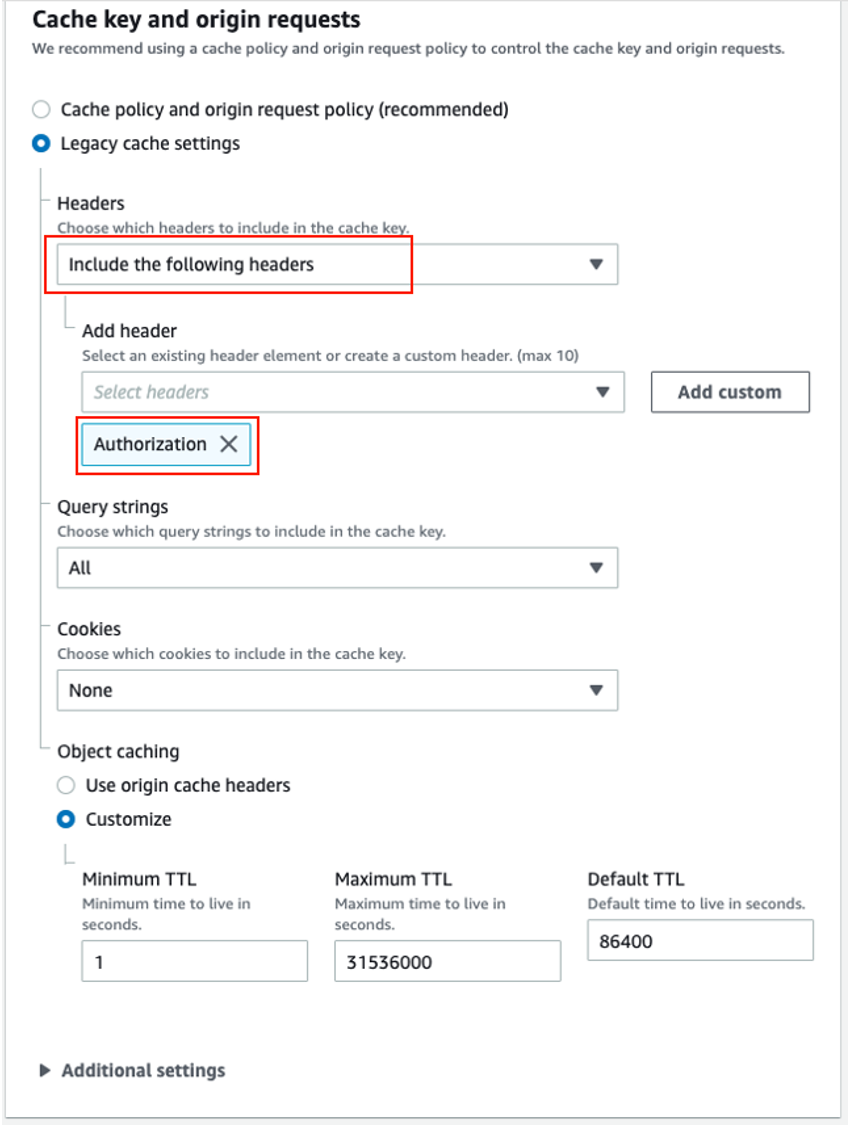 Cache key and origin requests
We recommend using a cache policy and origin request policy to control the cache key and origin requests.
Cache policy and origin request policy (recommended)
Legacy cache settings
Headers
Choose which headers to include in the cache key.
Include the following headers
Add header
Select an existing header element or create a custom header. (max 10)
Select headers
Add custom
Authorization
Query strings
Choose which query strings to include in the cache key.
All
Cookies
Choose which cookies to include in the cache key.
None
Object caching
Use origin cache headers
Customize
Minimum TTL
Minimum time to live in
seconds.
1
Maximum TTL
Maximum time to live in
seconds.
31536000
Default TTL
Default time to live in seconds.
86400
Additional settings